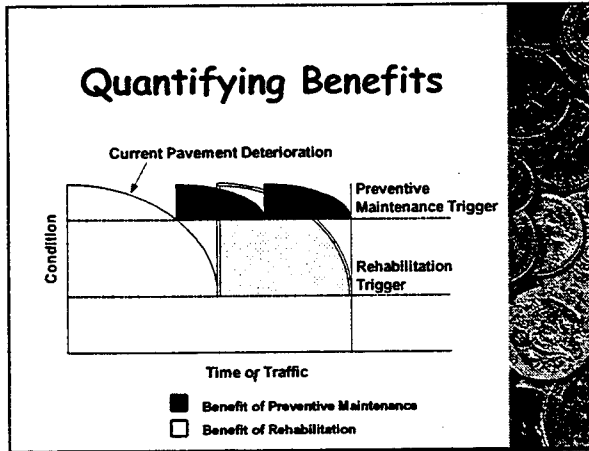 Quantifying Benefits
Current Pavement Deterioration
Preventive
Maintenance Trigger
Condition
Rehabilitation
Trigger
Time of Traffic
Benefit of Preventive Maintenance
Benefit of Rehabilitation